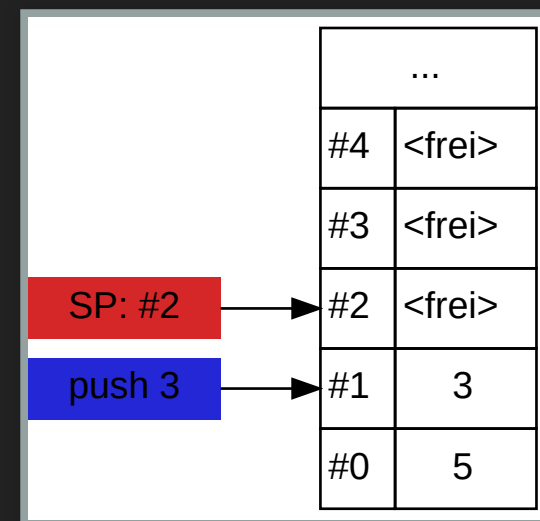 ...
#4 <frei>
#3 <frei>
SP: #2 #2 <frei>
push 3 #1 3
#0 5